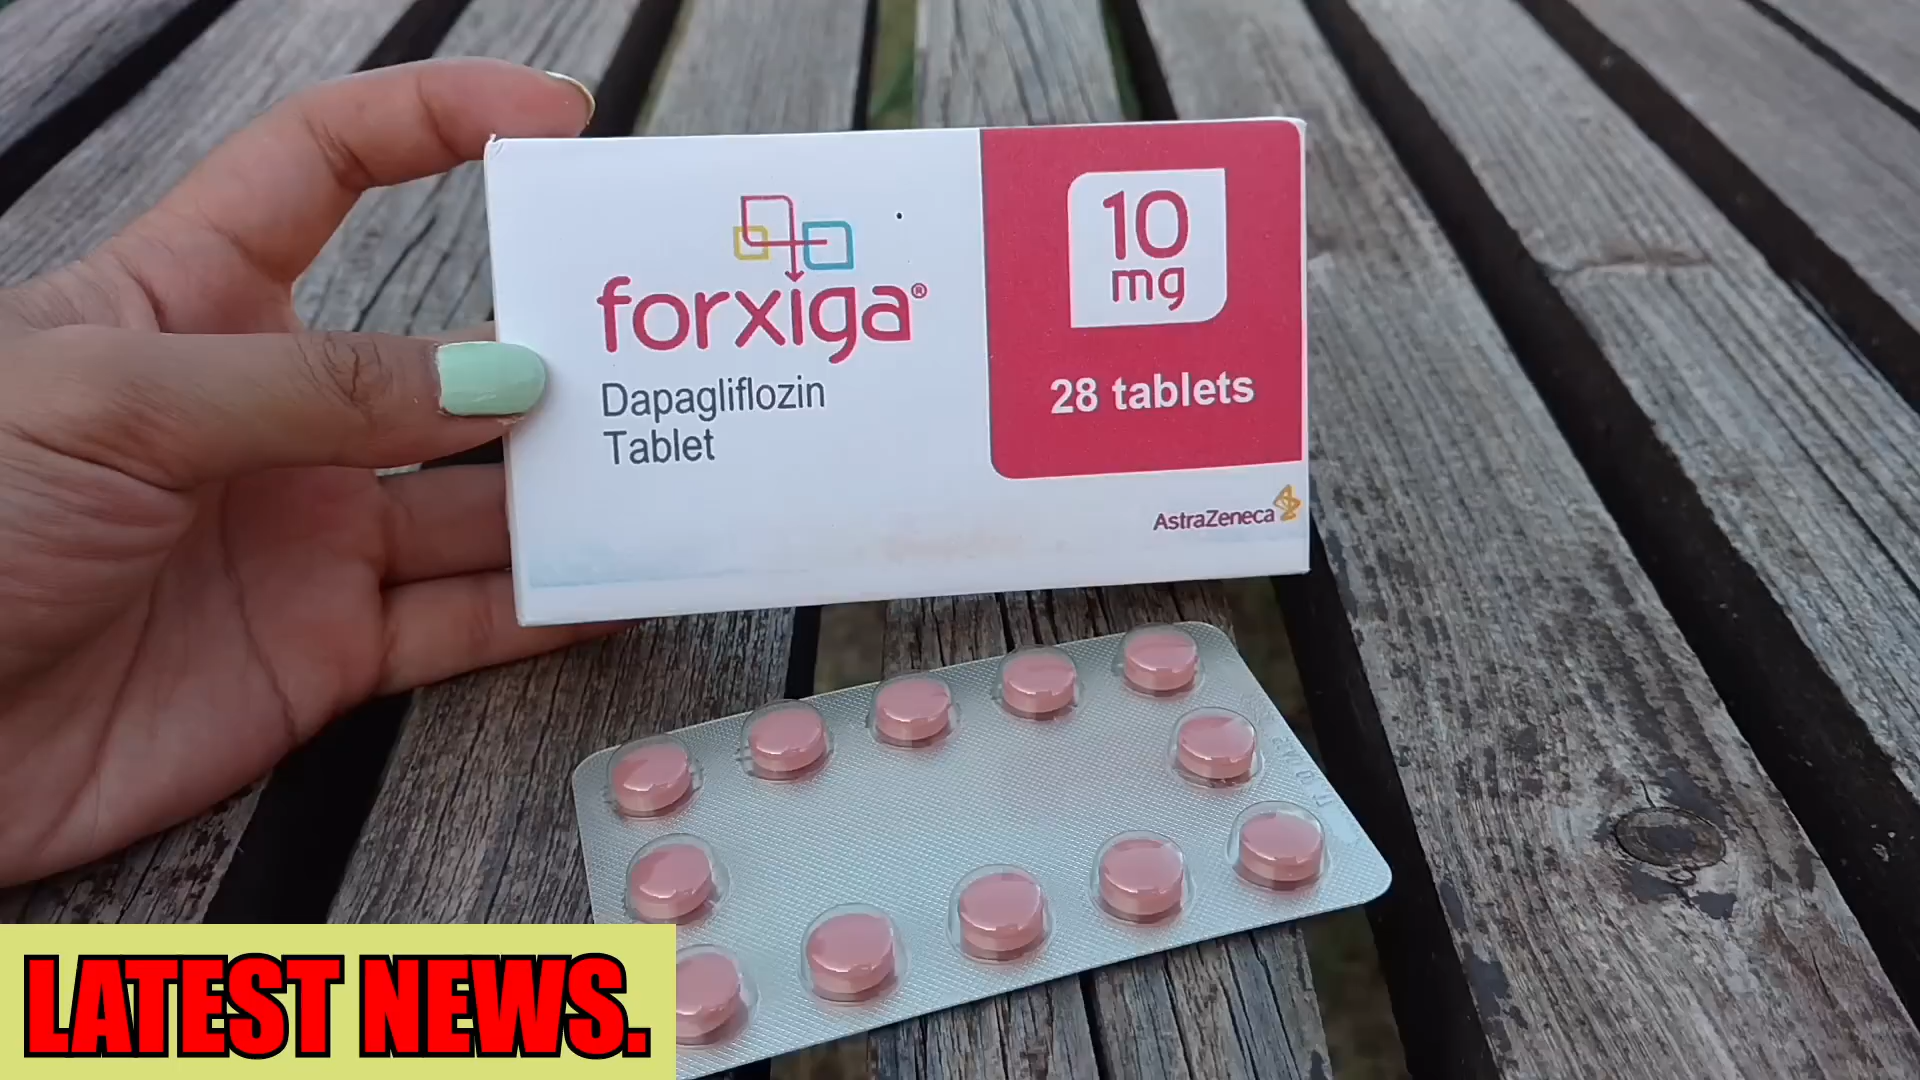 forxiga®
Dapagliflozin
Tablet
10
mg
28 tablets
AstraZeneca
LATEST NEWS.